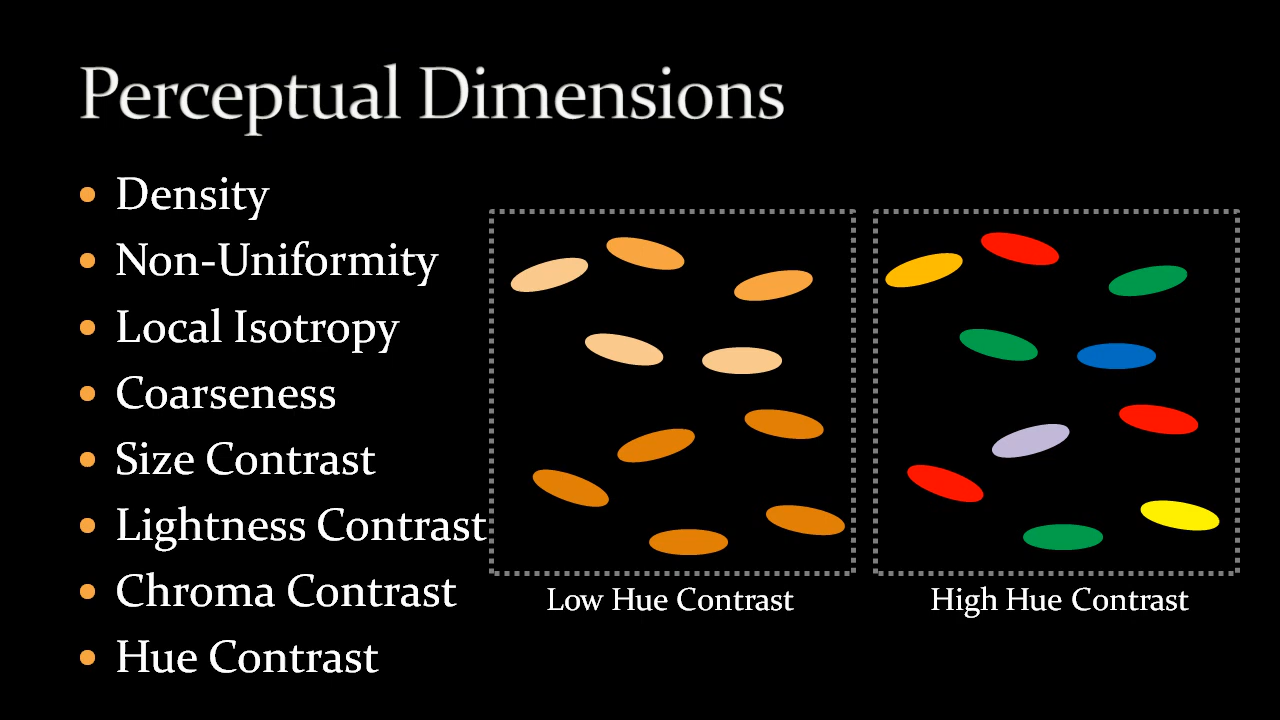 Perceptual Dimensions
• Density
• Non-Uniformity
• Local Isotropy
• Coarseness
• Size Contrast
• Lightness Contrast
• Chroma Contrast
• Hue Contrast
Low Hue Contrast
High Hue Contrast